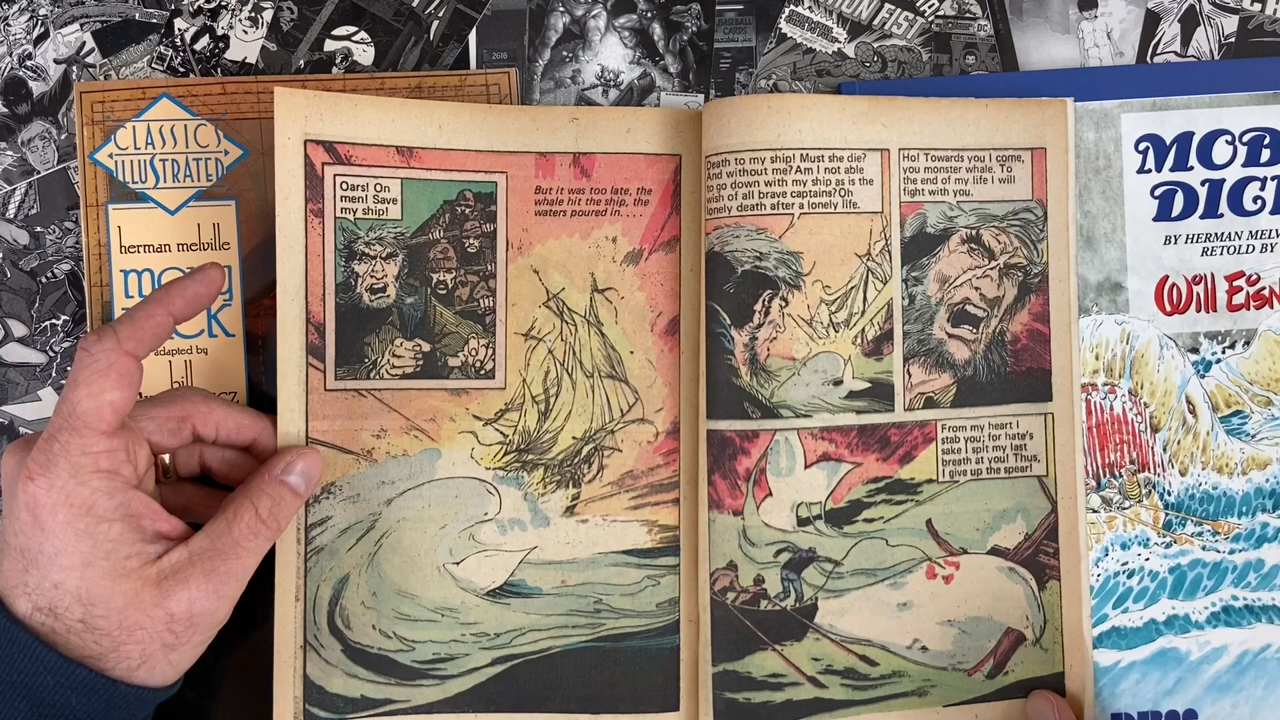 2616
BASEBALL
CARDS
IRON FIST
DC
CLASSICS
ILLUSTRATED
herman melville
moby
DICK
adapted by
bill
Oars! On
men! Save
my ship!
But it was too late, the
whale hit the ship, the
waters poured in. . . .
Death to my ship! Must she die?
And without me? Am I not able
to go down with my ship as is the
wish of all brave captains? Oh
lonely death after a lonely life.
Ho! Towards you I come,
you monster whale. To
the end of my life I will
fight with you.
From my heart I
stab you; for hate's
sake I spit my last
breath at you! Thus,
I give up the spear!
MOB
DIC
BY HERMAN MELV
RETOLD BY
Will Eisn